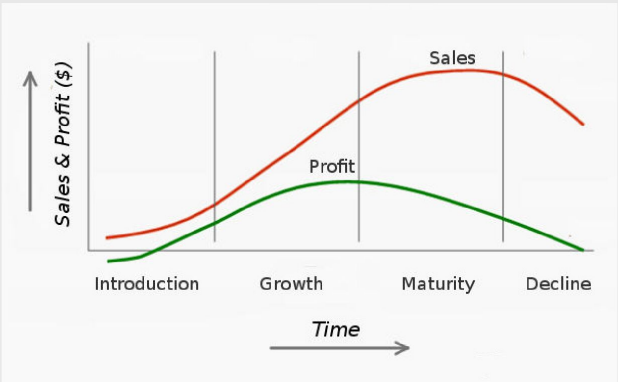 Sales & Profit ($)
Sales
Profit
Introduction
Growth
Maturity
Decline
Time